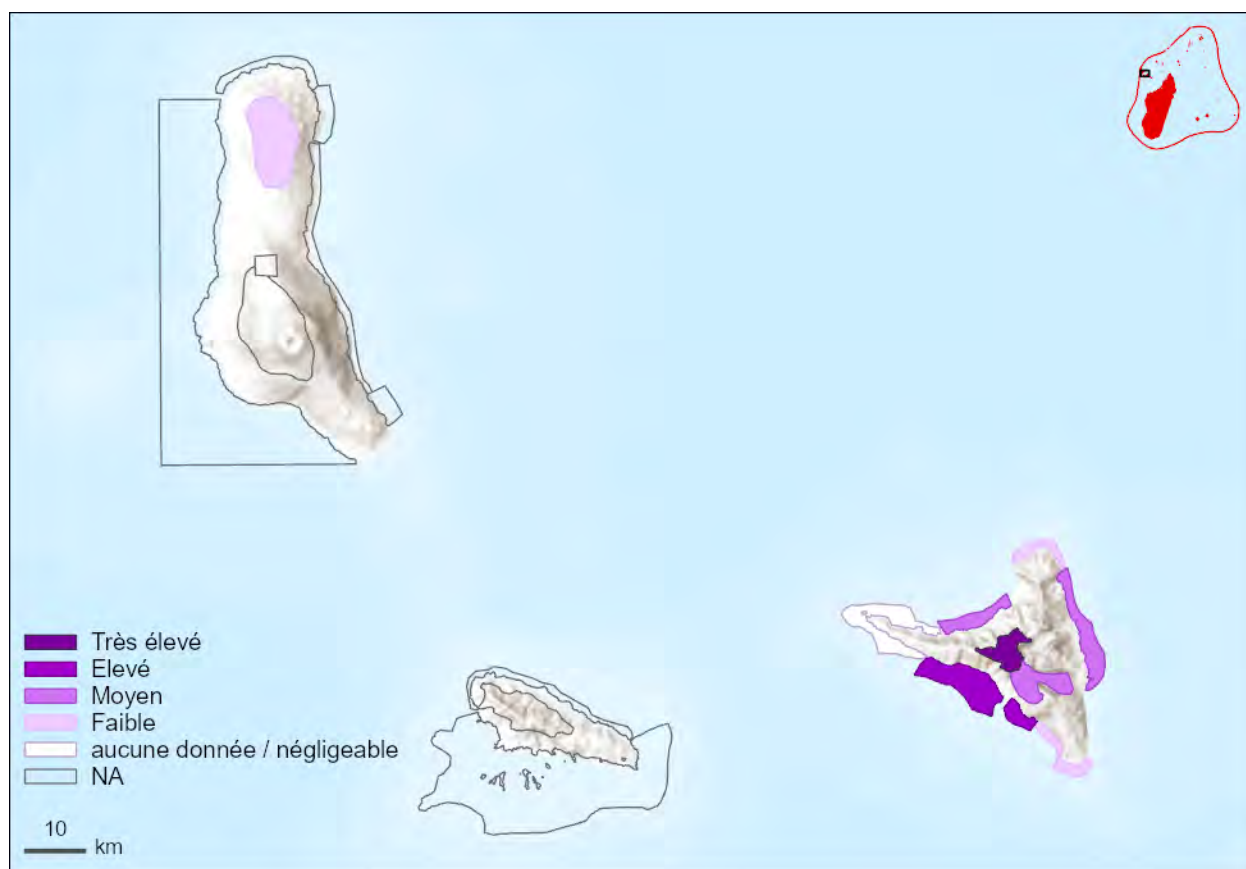 Très élevé
Elevé
Moyen
Faible
aucune donnée / négligeable
NA
10
km